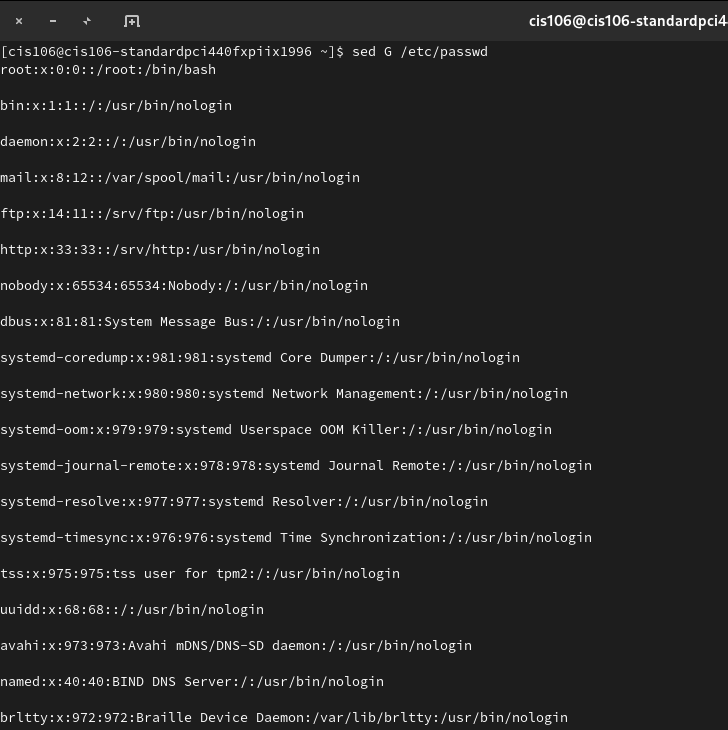 cis106@cis106-standardpci4
[cis106@cis106-standardpci440fxpiix1996 ~]$ sed G /etc/passwd
root:x:0:0::/root:/bin/bash
bin:x:1:1::/:/usr/bin/nologin
daemon:x:2:2::/:/usr/bin/nologin
mail:x:8:12::/var/spool/mail:/usr/bin/nologin
ftp:x:14:11::/srv/ftp:/usr/bin/nologin
http:x:33:33::/srv/http:/usr/bin/nologin
nobody:x:65534:65534:Nobody:/:/usr/bin/nologin
dbus:x:81:81:System Message Bus:/:/usr/bin/nologin
systemd-coredump:x:981:981:systemd Core Dumper:/:/usr/bin/nologin
systemd-network:x:980:980:systemd Network Management:/:/usr/bin/nologin
systemd-oom:x:979:979:systemd Userspace OOM Killer:/:/usr/bin/nologin
systemd-journal-remote:x:978:978:systemd Journal Remote:/:/usr/bin/nologin
systemd-resolve:x:977:977:systemd Resolver:/:/usr/bin/nologin
systemd-timesync:x:976:976:systemd Time Synchronization:/:/usr/bin/nologin
tss:x:975:975:tss user for tpm2:/:/usr/bin/nologin
uuidd:x:68:68::/:/usr/bin/nologin
avahi:x:973:973:Avahi mDNS/DNS-SD daemon:/:/usr/bin/nologin
named:x:40:40:BIND DNS Server:/:/usr/bin/nologin
brltty:x:972:972:Braille Device Daemon:/var/lib/brltty:/usr/bin/nologin